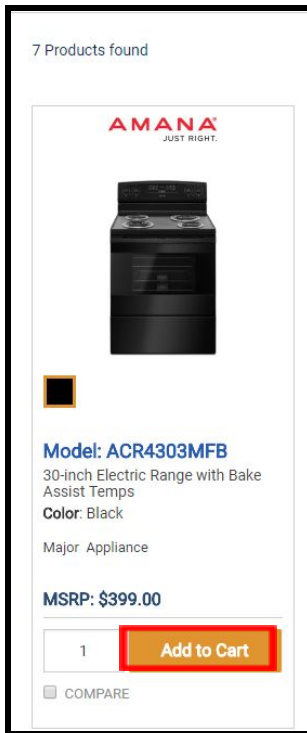 7 Products found
AMANA
JUST RIGHT.
Model: ACR4303MFB
30-inch Electric Range with Bake
Assist Temps
Color: Black
Major Appliance
MSRP: $399.00
1
Add to Cart
COMPARE